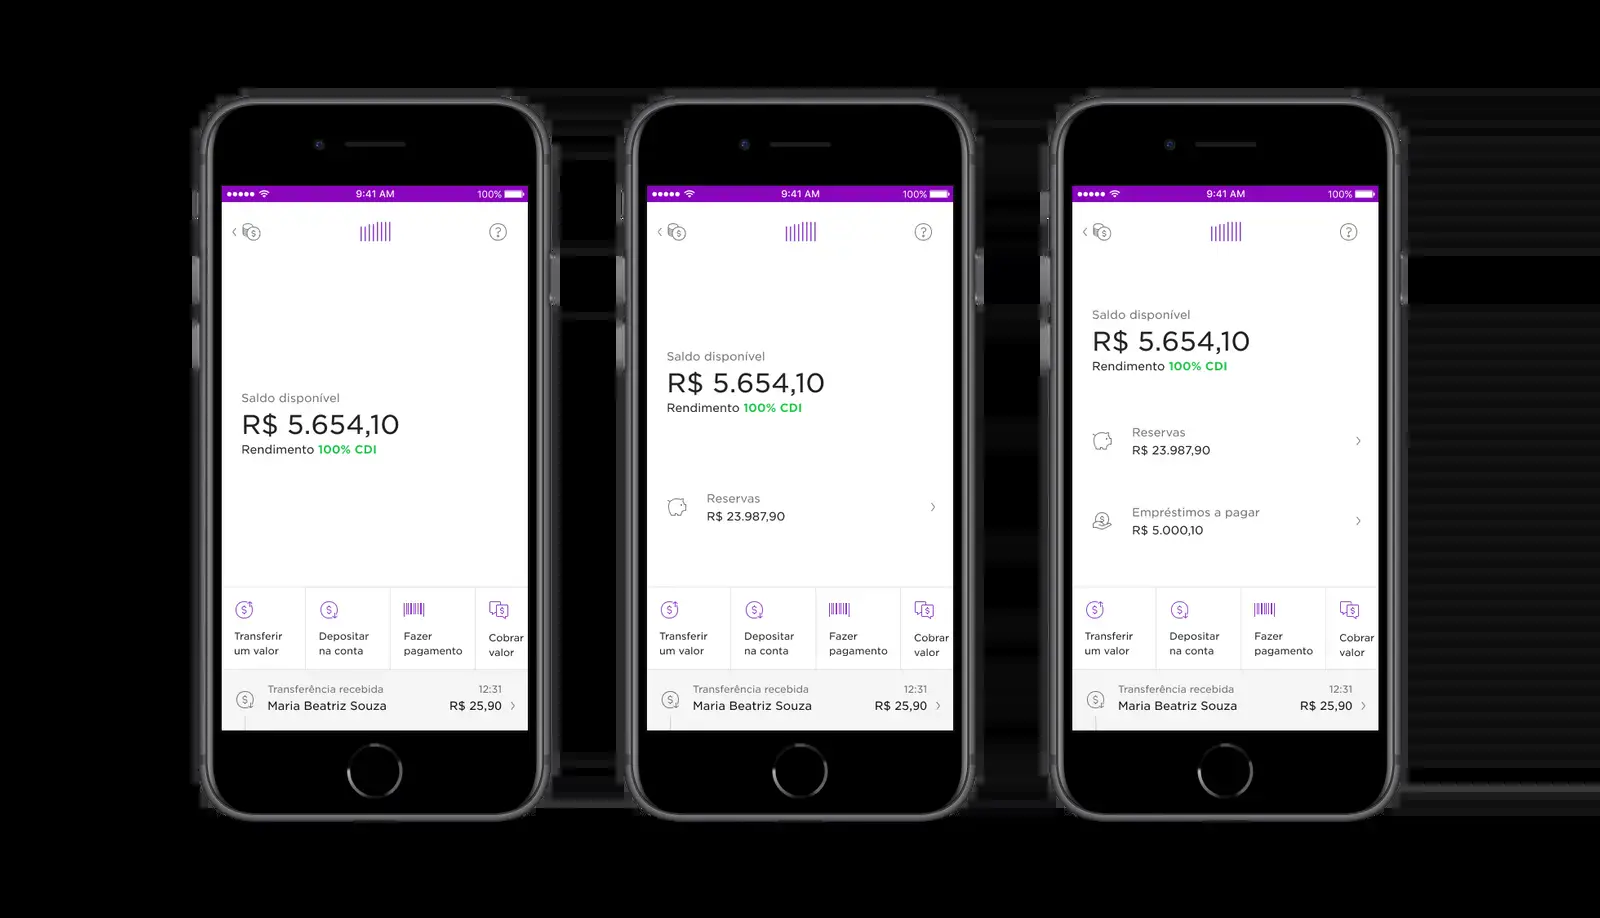 9:41 AM
100%
Saldo disponível
R$ 5.654,10
Rendimento 100% CDI
Transferir
um valor
Depositar
na conta
Fazer
pagamento
Cobrar
valor
Transferência recebida
12:31
Maria Beatriz Souza
R$ 25,90
9:41 AM
100%
Saldo disponível
R$ 5.654,10
Rendimento 100% CDI
Reservas
R$ 23.987,90
Transferir
um valor
Depositar
na conta
Fazer
pagamento
Cobrar
valor
Transferência recebida
12:31
Maria Beatriz Souza
R$ 25,90
9:41 AM
100%
Saldo disponível
R$ 5.654,10
Rendimento 100% CDI
Reservas
R$ 23.987,90
Empréstimos a pagar
R$ 5.000,10
Transferir
um valor
Depositar
na conta
Fazer
pagamento
Cobrar
valor
Transferência recebida
12:31
Maria Beatriz Souza
R$ 25,90